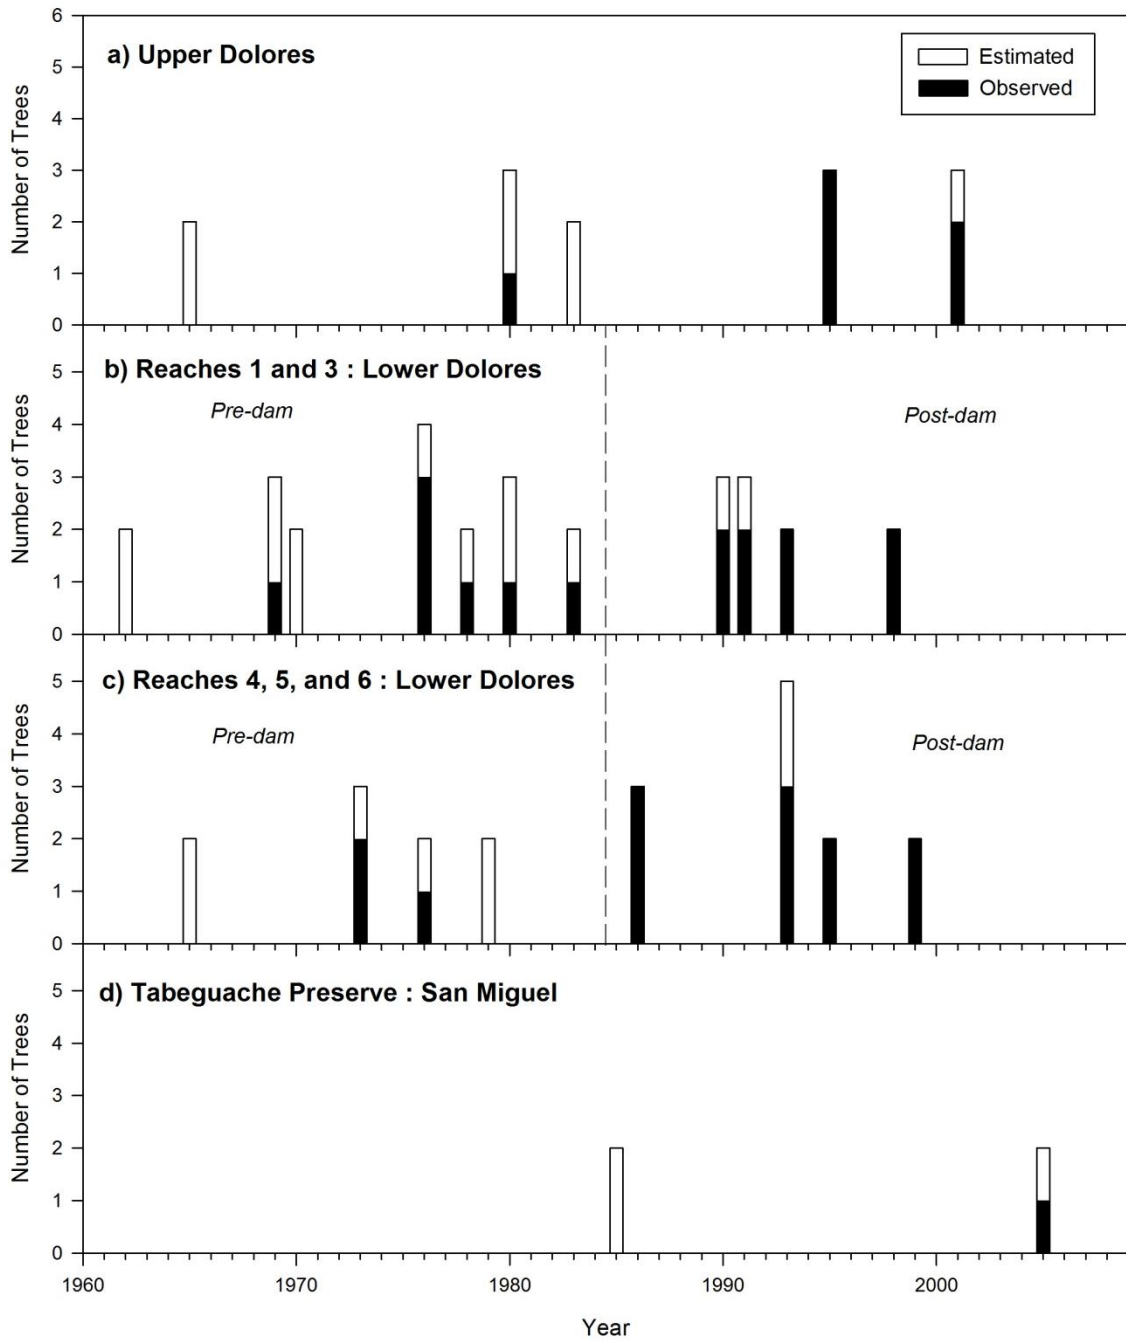 6
a) Upper Dolores
Estimated
Observed
5
4
3
2
1
0
Number of Trees
b) Reaches 1 and 3 : Lower Dolores
Pre-dam
Post-dam
5
4
3
2
1
0
Number of Trees
c) Reaches 4, 5, and 6 : Lower Dolores
Pre-dam
Post-dam
5
4
3
2
1
0
Number of Trees
d) Tabeguache Preserve : San Miguel
5
4
3
2
1
0
Number of Trees
1960 1970 1980 1990 2000
Year